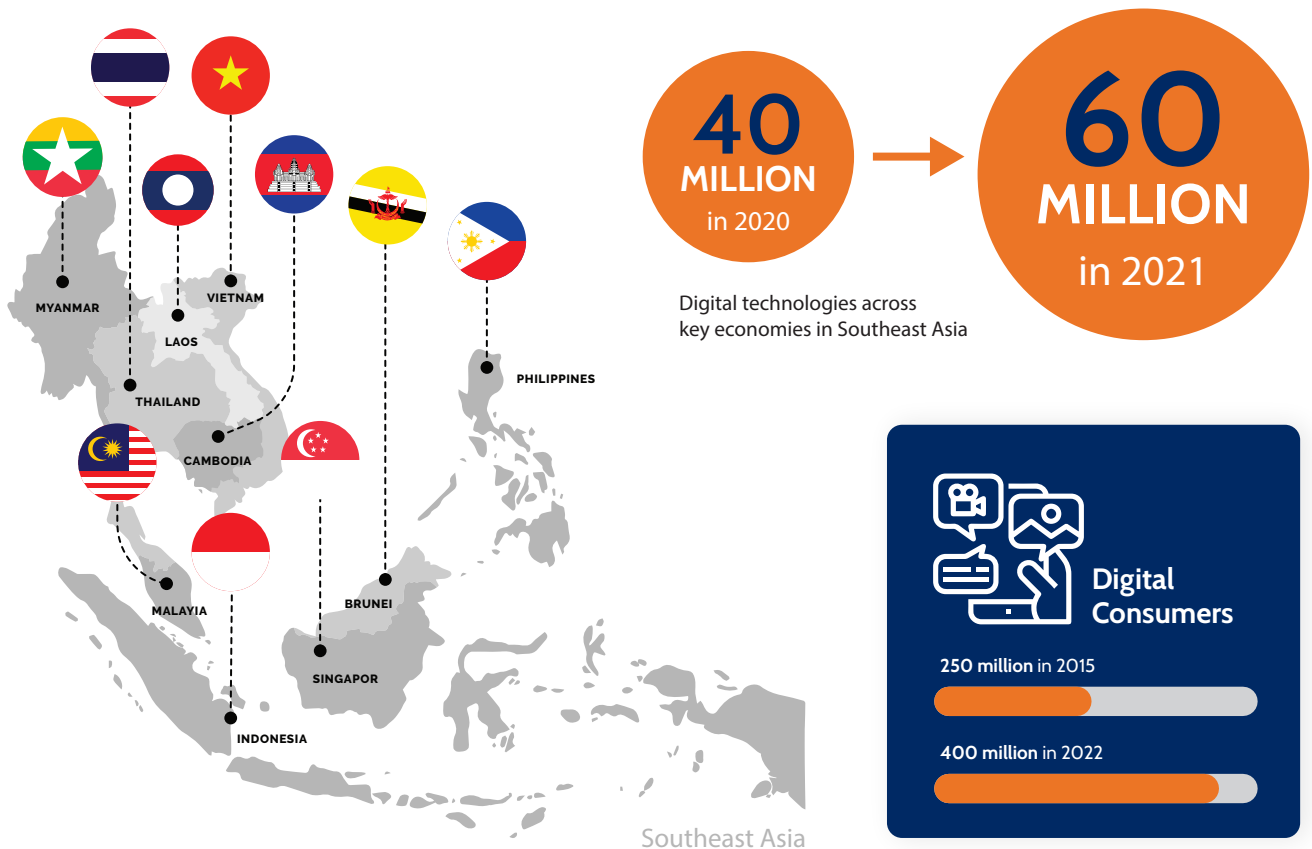 MYANMAR
VIETNAM
LAOS
THAILAND
CAMBODIA
PHILIPPINES
MALAYIA
BRUNEI
SINGAPOR
INDONESIA
Southeast Asia
40
MILLION
in 2020
60
MILLION
in 2021
Digital technologies across
key economies in Southeast Asia
Digital
Consumers
250 million in 2015
400 million in 2022